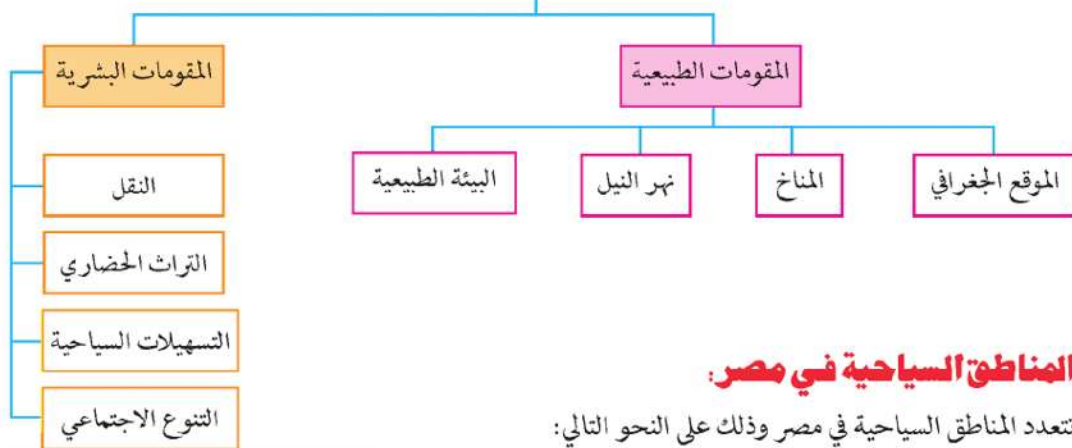 المقومات الطبيعية
المقومات البشرية
الموقع الجغرافي
المناخ
نهر النيل
البيئة الطبيعية
النقل
التراث الحضاري
التسهيلات السياحية
التنوع الاجتماعي
المناطق السياحية في مصر:
تتعدد المناطق السياحية في مصر وذلك على النحو التالي: